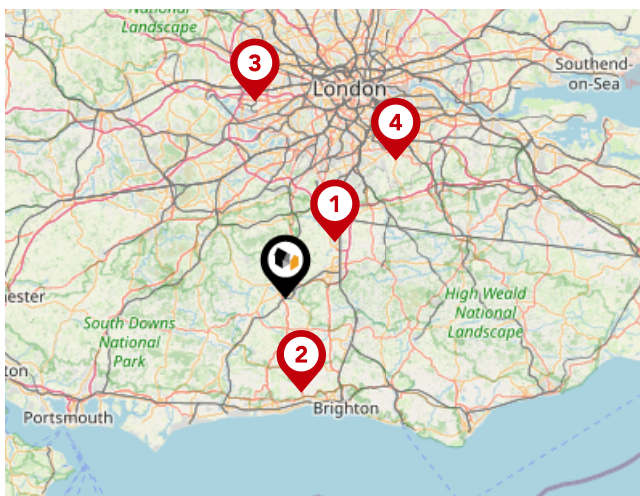 National
Landscape
3
Southend-
on-Sea
London
4
1
ester
High Weald
National
Landscape
South Downs
National
Park
2
ton
Portsmouth
Brighton